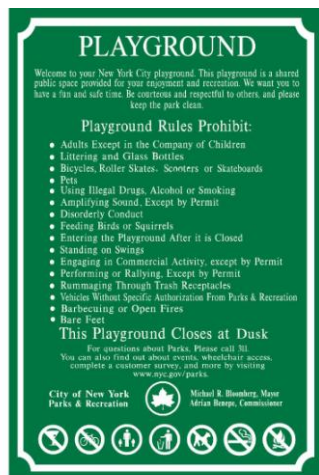 PLAYGROUND
Welcome to your New York City playground. This playground is a shared
public space provided for your enjoyment and recreation. We want you to
have a fun and safe time. Be courteous and respectful to others, and please
keep the park clean.
Playground Rules Prohibit:
• Adults Except in the Company of Children
• Littering and Glass Bottles
• Bicycles, Roller Skates, Scooters or Skateboards
• Pets
• Using Illegal Drugs, Alcohol or Smoking
• Amplifying Sound, Except by Permit
• Disorderly Conduct
• Feeding Birds or Squirrels
• Entering the Playground After it is Closed
• Standing on Swings
• Engaging in Commercial Activity, except by Permit
• Performing or Rallying, Except by Permit
• Rummaging Through Trash Receptacles
• Vehicles Without Specific Authorization From Parks & Recreation
• Barbecuing or Open Fires
• Bare Feet
This Playground Closes at Dusk
For questions about Parks, Please call 311.
You can also find out about events, wheelchair access,
complete a customer survey, and more by visiting
www.nyc.gov/parks.
City of New York
Parks & Recreation
Michael R. Bloomberg, Mayor
Adrian Benepe, Commissioner